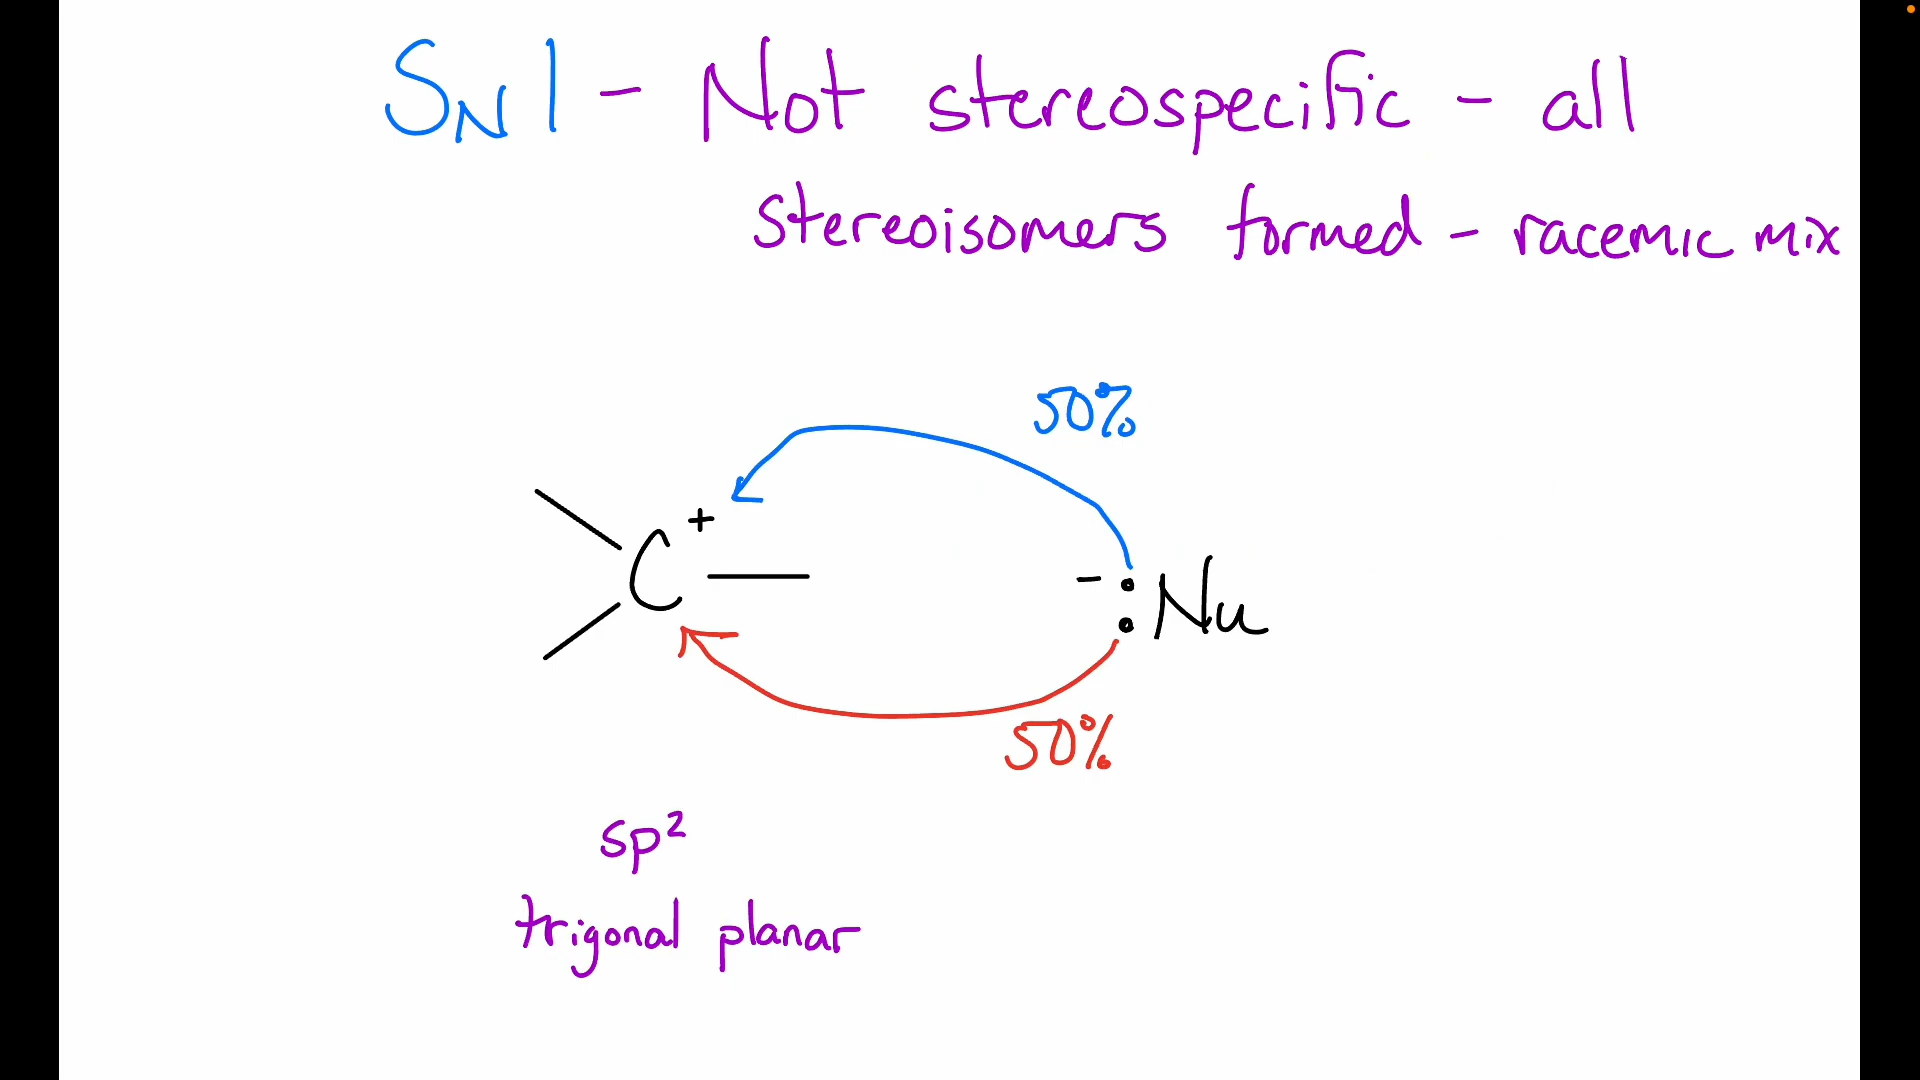 SN1 - Not stereospecific - all
stereoisomers formed - racemic mix
50%
C+
- : Nu
50%
sp²
trigonal planar